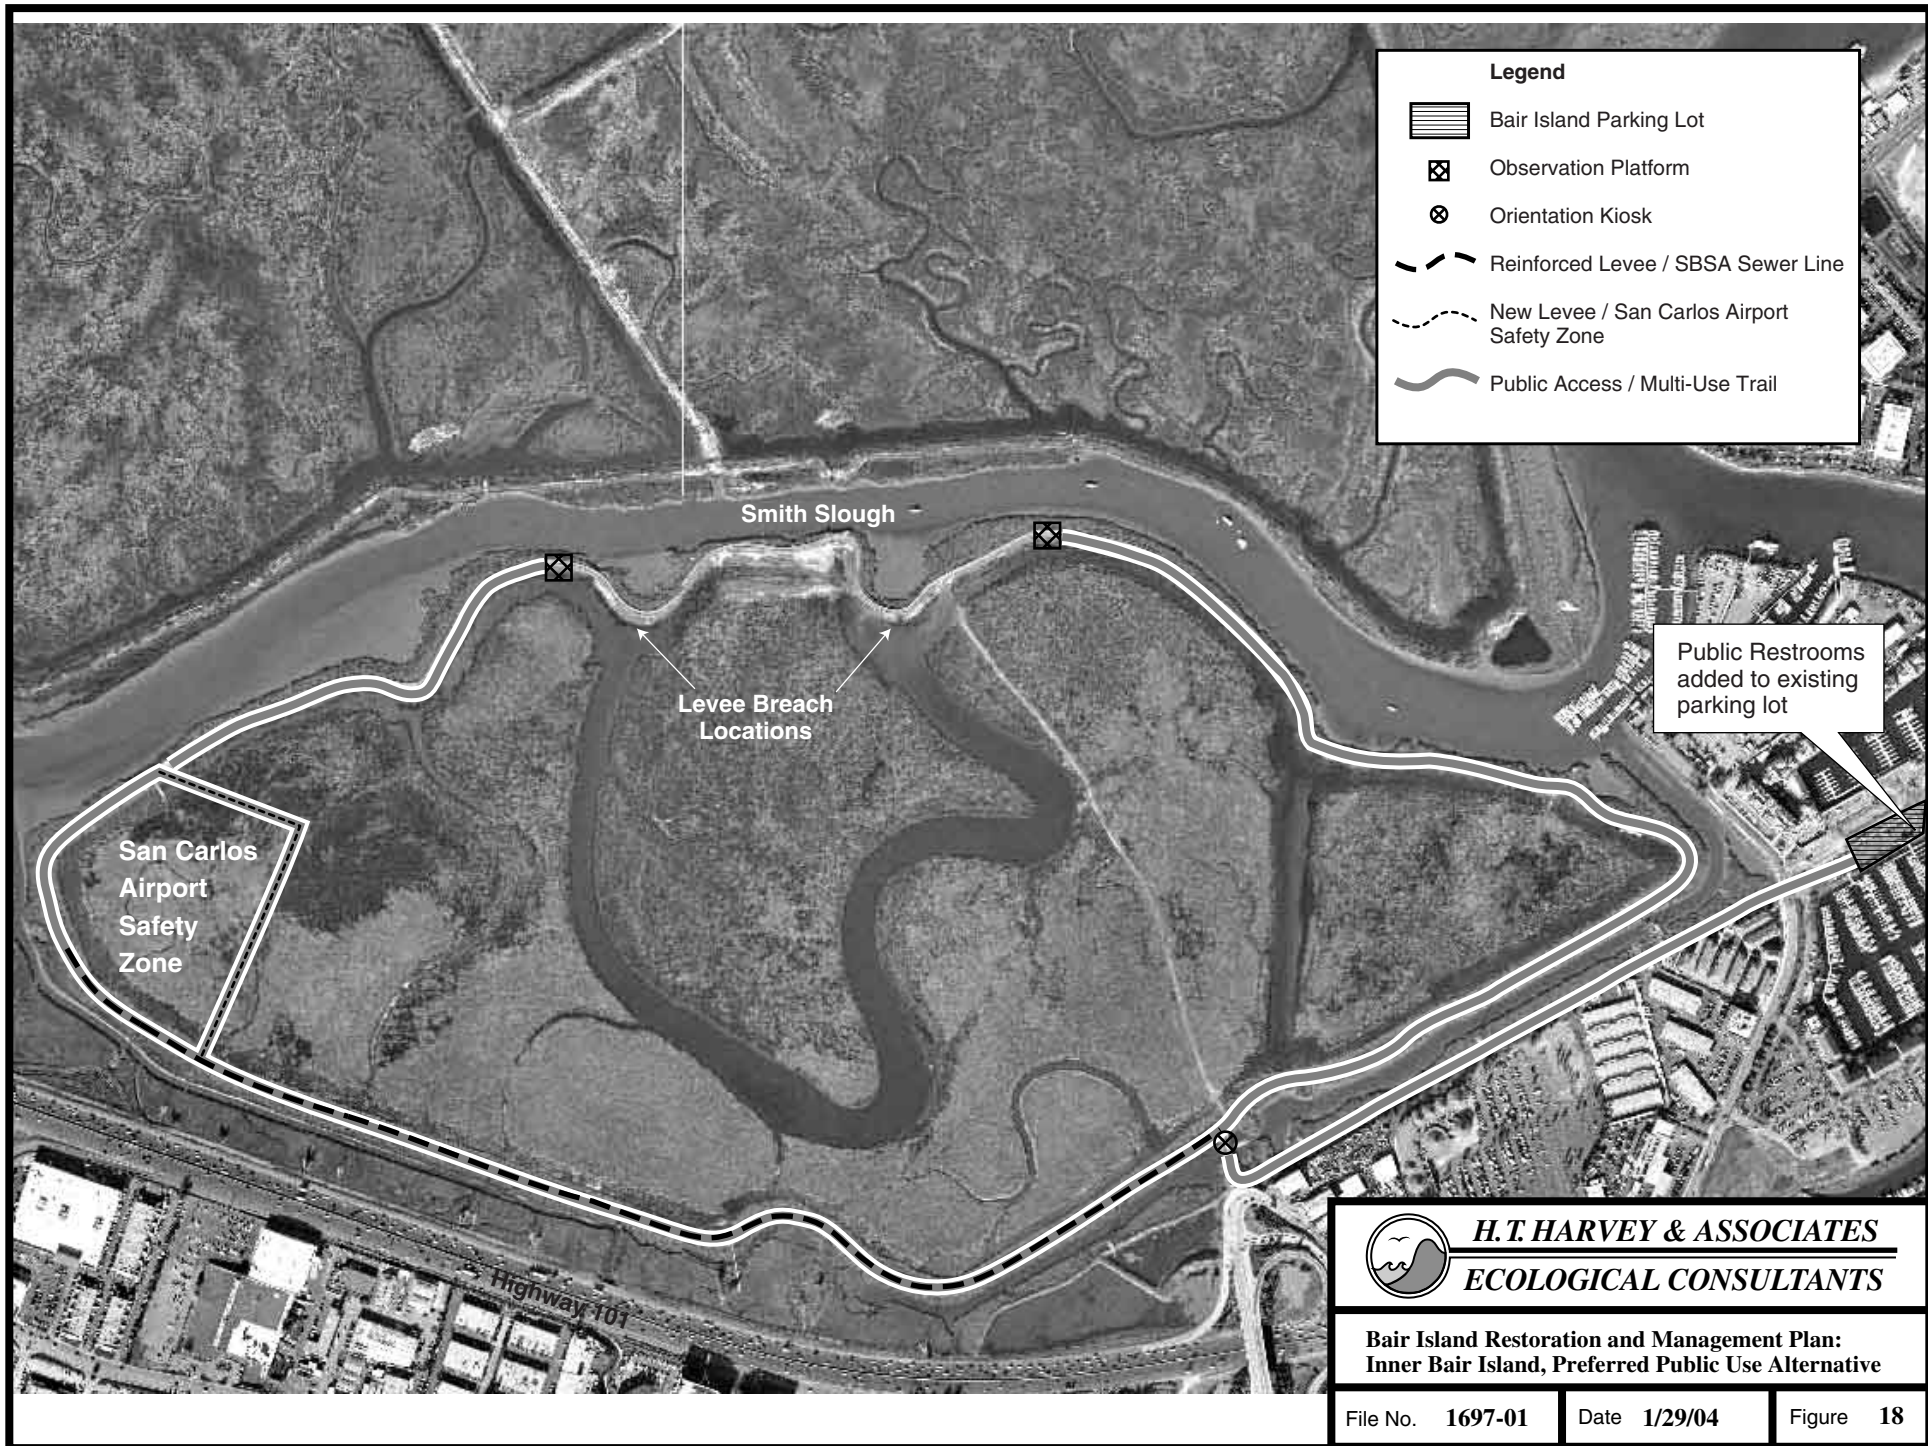 Legend
Bair Island Parking Lot
Observation Platform
Orientation Kiosk
Reinforced Levee / SBSA Sewer Line
New Levee / San Carlos Airport
Safety Zone
Public Access / Multi-Use Trail
Smith Slough
Levee Breach
Locations
Public Restrooms
added to existing
parking lot
San Carlos
Airport
Safety
Zone
Highway 101
H.T. HARVEY & ASSOCIATES
ECOLOGICAL CONSULTANTS
Bair Island Restoration and Management Plan:
Inner Bair Island, Preferred Public Use Alternative
File No. 1697-01
Date 1/29/04
Figure 18